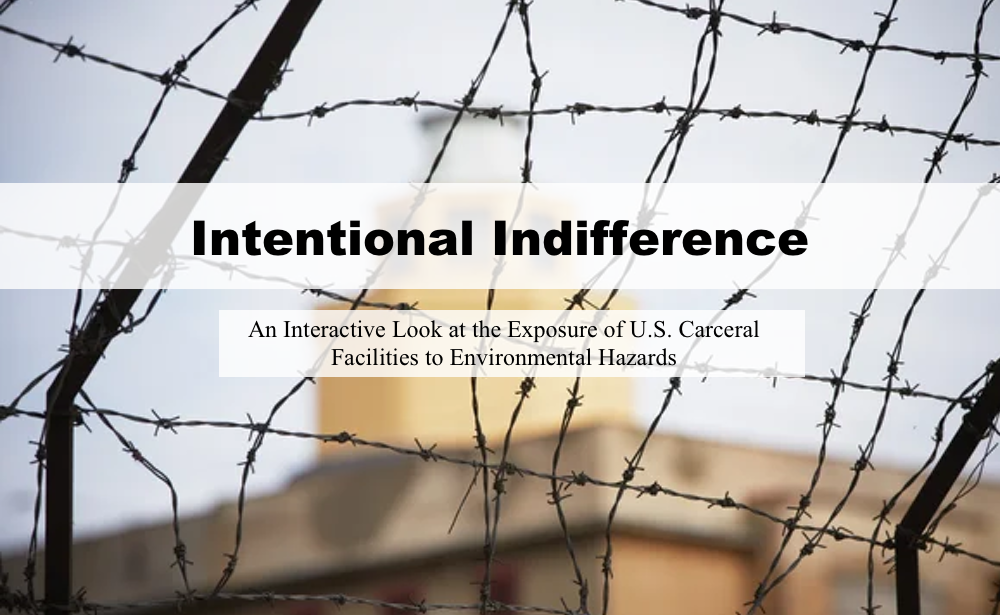 Intentional Indifference
An Interactive Look at the Exposure of U.S. Carceral
Facilities to Environmental Hazards